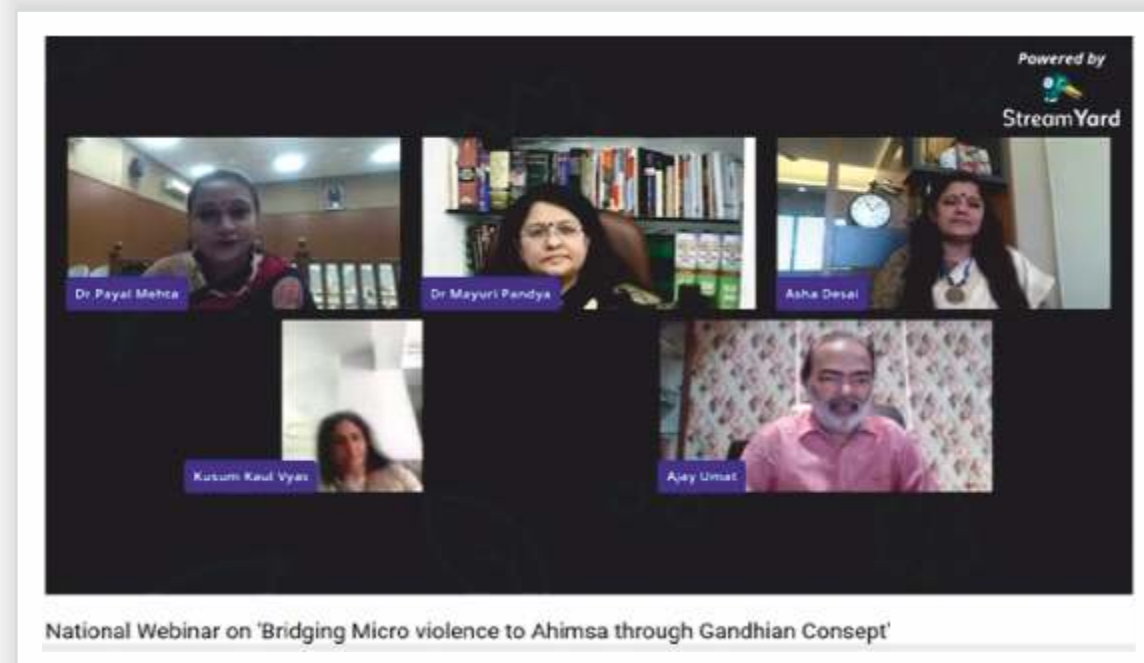 Powered by
StreamYard
Dr Payal Mehta
Dr Mayuri Pandya
Asha Desai
Kusum Kaul Vyas
Ajay Umat
National Webinar on 'Bridging Micro violence to Ahimsa through Gandhian Consept'